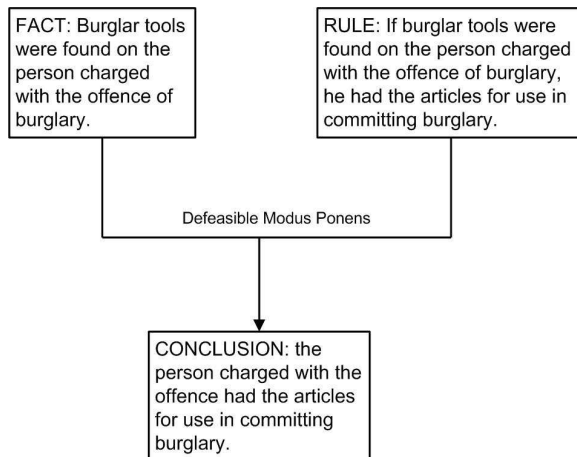 FACT: Burglar tools
were found on the
person charged
with the offence of
burglary.
RULE: If burglar tools were
found on the person charged
with the offence of burglary,
he had the articles for use in
committing burglary.
Defeasible Modus Ponens
CONCLUSION: the
person charged with the
offence had the articles
for use in committing
burglary.